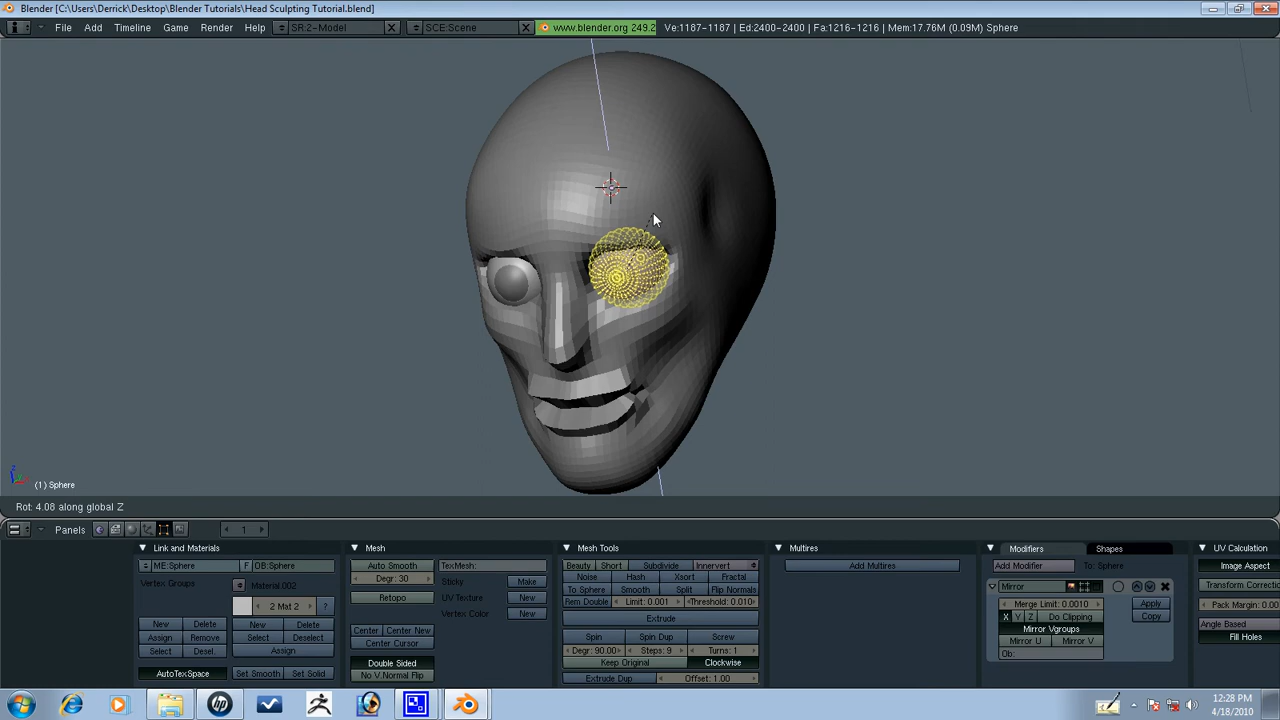 Blender [C:\Users\Derrick\Desktop\Blender Tutorials\Head Sculpting Tutorial.blend]
File Add Timeline Game Render Help SR:2-Model SCE:Scene www.blender.org 249.2 Ve:1187-1187 | Ed:2400-2400 | Fa:1216-1216 | Mem:17.76M (0.09M) Sphere
(1) Sphere
Rot: 4.08 along global Z
Panels 1
Link and Materials Mesh Mesh Tools Multires Modifiers Shapes UV Calculation
ME:Sphere F OB:Sphere Auto Smooth TexMesh: Beauty Short Subdivide Innervert Add Multires Add Modifier To: Sphere Image Aspect
Vertex Groups Material.002 Degr: 30 Sticky Make Noise Hash Xsort Fractal Mirror Transform Correction
To Sphere Smooth Split Flip Normals
2 Mat 2 ? Retopo UV Texture New Rem Double Limit: 0.001 Threshold: 0.010 Merge Limit: 0.0010 Apply Pack Margin: 0.00
Vertex Color New Extrude X Y Z Do Clipping Copy Angle Based
New Delete New Delete Center Center New Mirror Vgroups Fill Holes
Assign Remove Select Deselect Center Cursor Spin Spin Dup Screw Mirror U Mirror V
Select Desel. Assign Degr: 90.00 Steps: 9 Turns: 1 Ob:
Double Sided Keep Original Clockwise
AutoTexSpace Set Smooth Set Solid No V.Normal Flip Extrude Dup Offset: 1.00
12:28 PM
4/18/2010